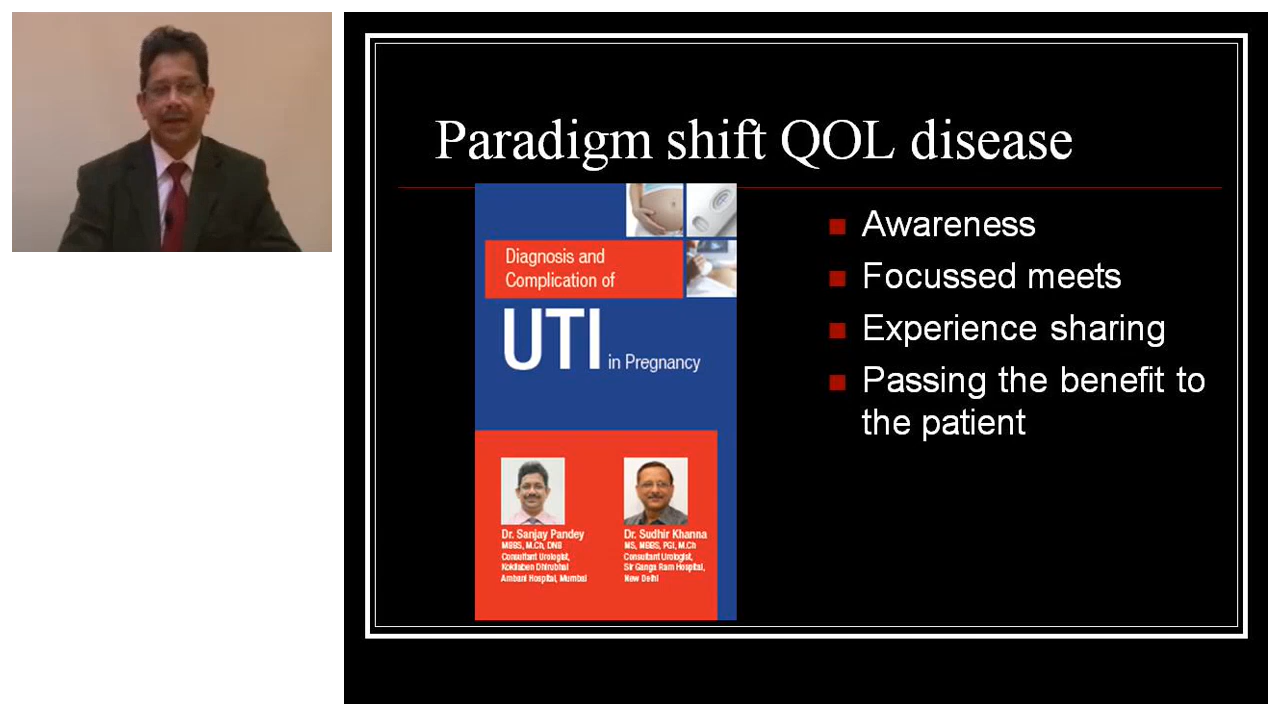 Paradigm shift QOL disease
Diagnosis and
Complication of
UTI in Pregnancy
Dr. Sanjay Pandey
MBBS, M.Ch, DNB
Consultant Urologist,
Kokilaben Dhirubhai
Ambani Hospital, Mumbai
Dr. Sudhir Khanna
MS, MBBS, PGI, M.Ch
Consultant Urologist,
Sir Ganga Ram Hospital,
New Delhi
Awareness
Focussed meets
Experience sharing
Passing the benefit to
the patient